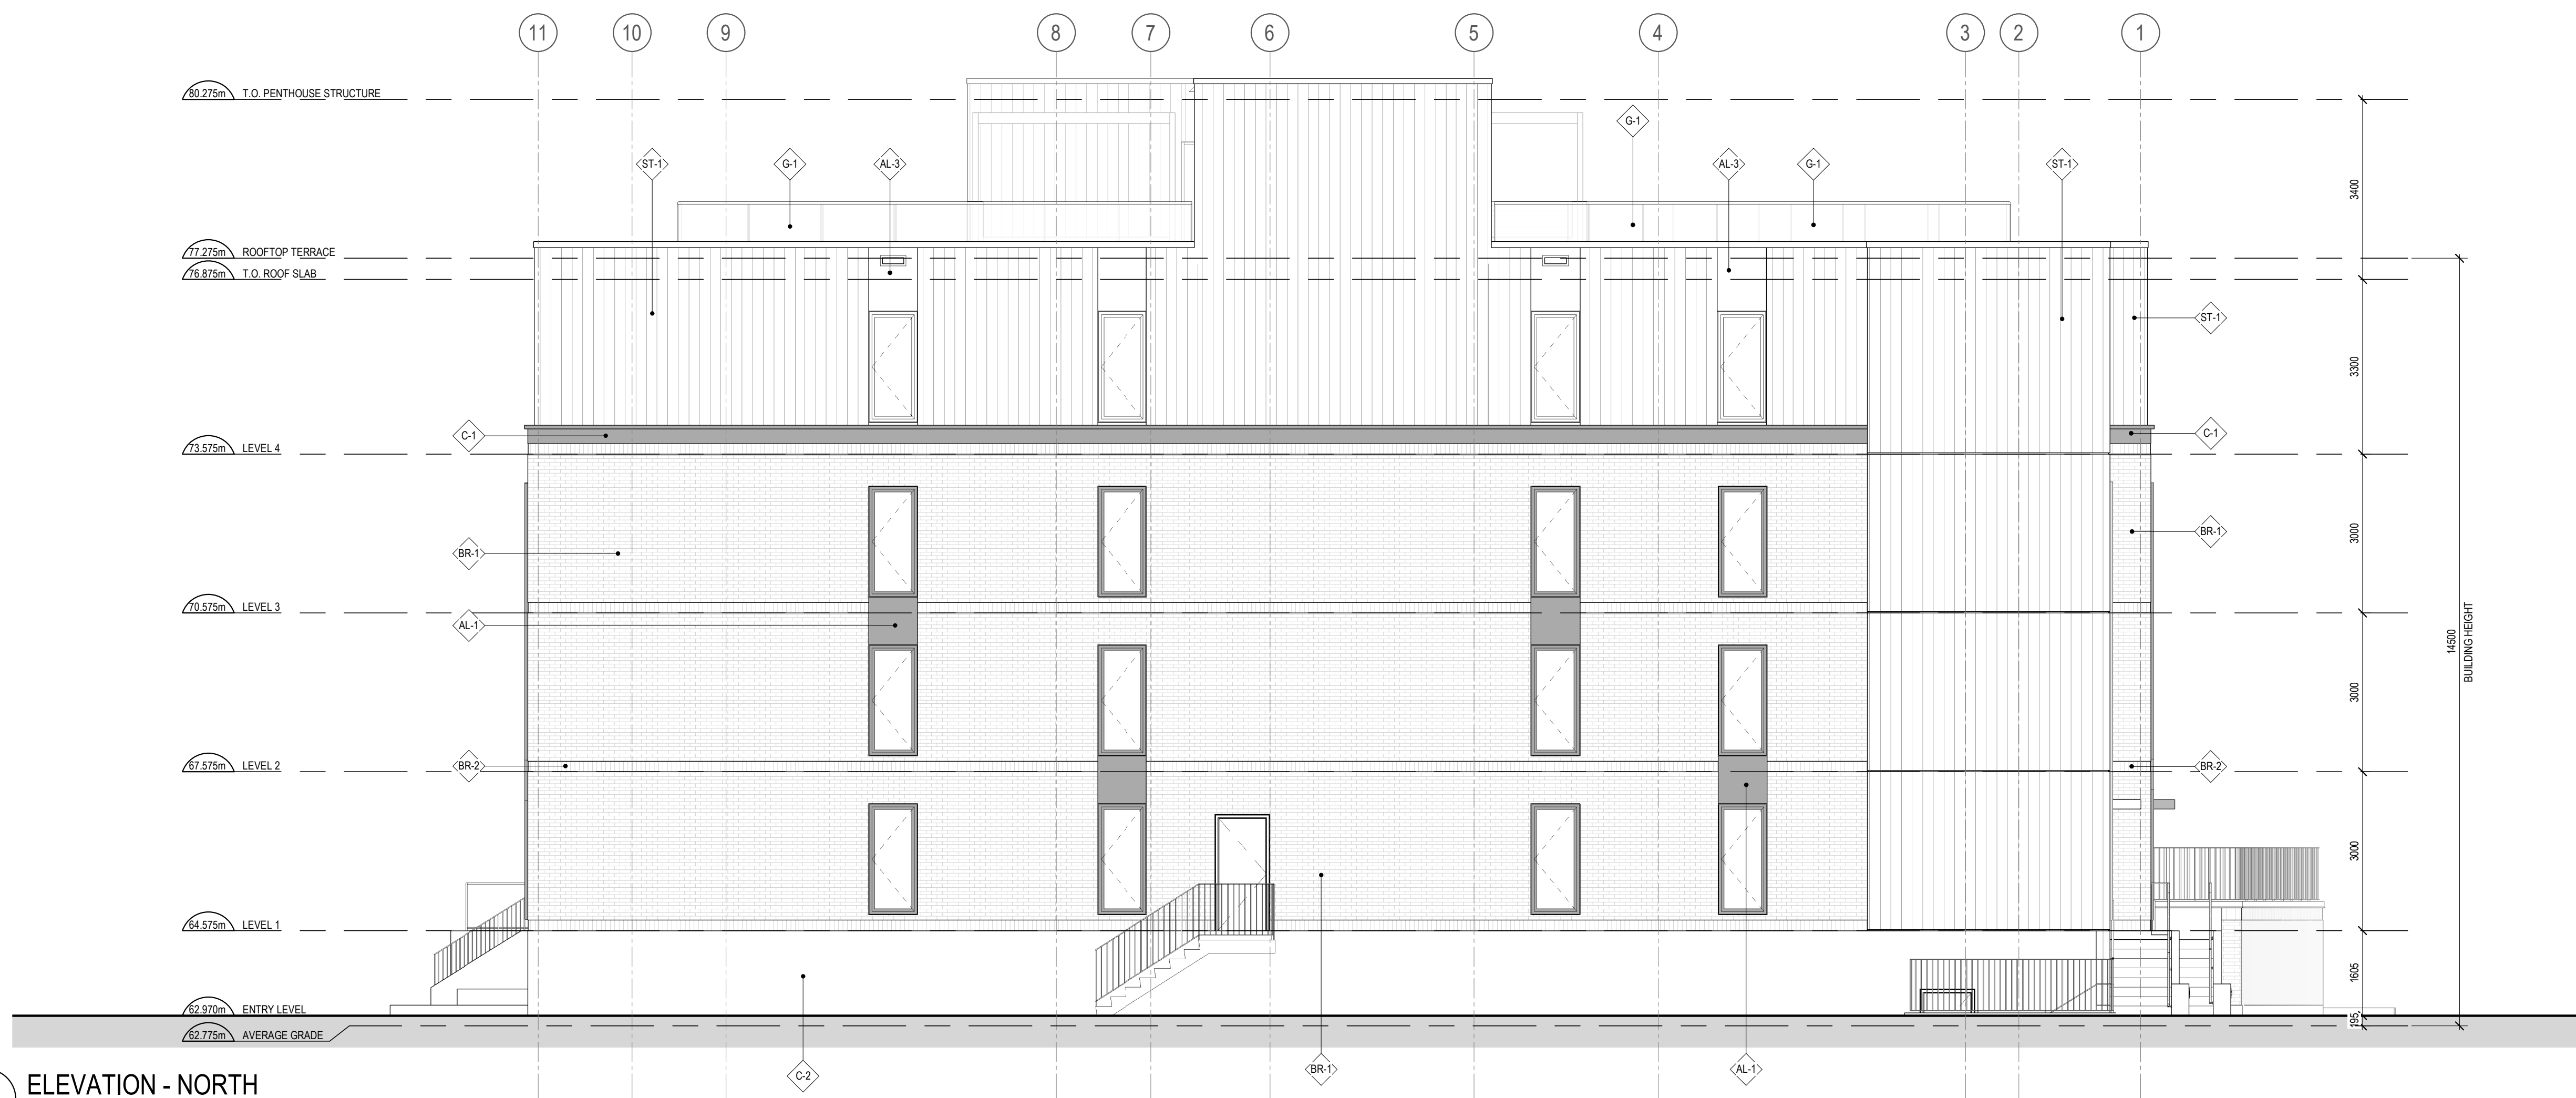 11 10 9 8 7 6 5 4 3 2 1
80.275m T.O. PENTHOUSE STRUCTURE
G-1
ST-1 G-1 AL-3 AL-3 G-1 ST-1
3400
77.275m ROOFTOP TERRACE
76.875m T.O. ROOF SLAB
ST-1
3300
C-1 C-1
73.575m LEVEL 4
BR-1 BR-1
3000
70.575m LEVEL 3
AL-1
14500
BUILDING HEIGHT
3000
67.575m LEVEL 2
BR-2 BR-2
3000
64.575m LEVEL 1
1605
62.970m ENTRY LEVEL
195
62.775m AVERAGE GRADE
C-2 BR-1 AL-1
ELEVATION - NORTH